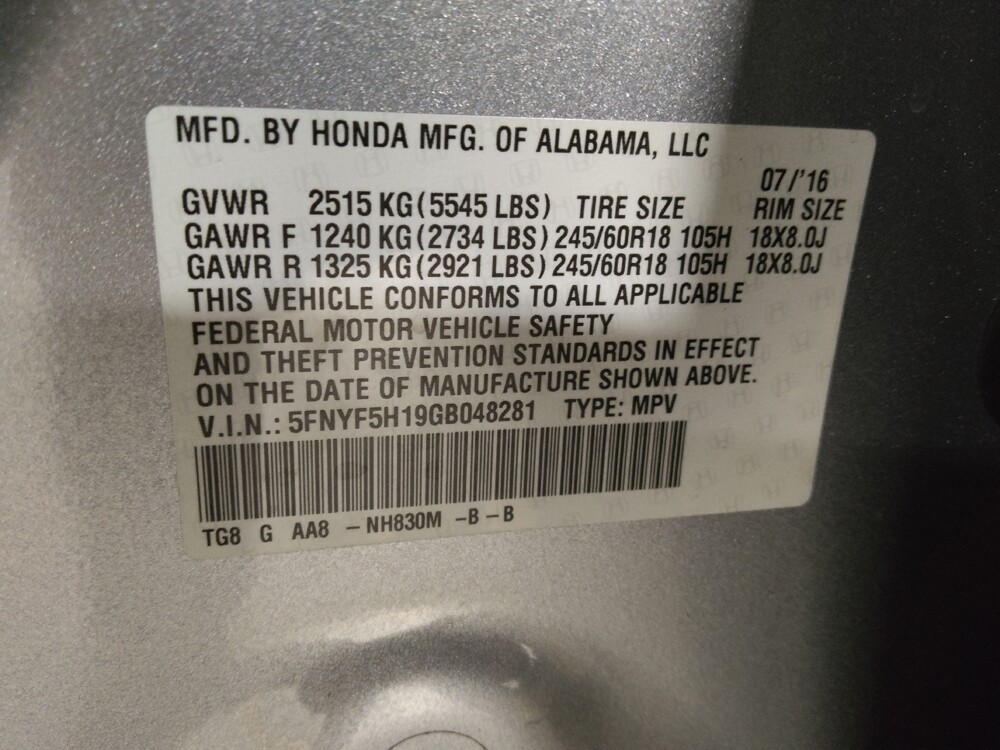 MFD. BY HONDA MFG. OF ALABAMA, LLC
07/'16
GVWR 2515 KG (5545 LBS) TIRE SIZE RIM SIZE
GAWR F 1240 KG (2734 LBS) 245/60R18 105H 18X8.0J
GAWR R 1325 KG (2921 LBS) 245/60R18 105H 18X8.0J
THIS VEHICLE CONFORMS TO ALL APPLICABLE
FEDERAL MOTOR VEHICLE SAFETY
AND THEFT PREVENTION STANDARDS IN EFFECT
ON THE DATE OF MANUFACTURE SHOWN ABOVE.
V.I.N.: 5FNYF5H19GB048281 TYPE: MPV
TG8 G AA8 - NH830M -B - B